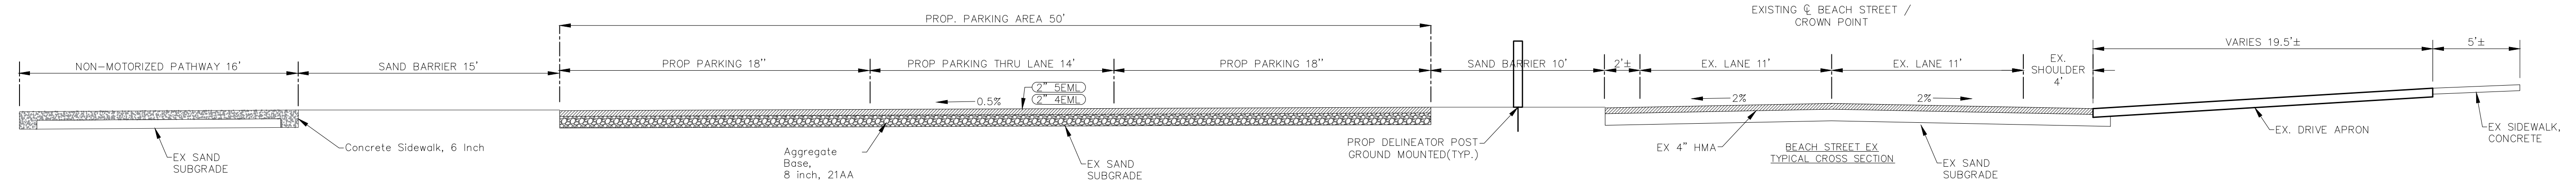 EXISTING ℄ BEACH STREET /
CROWN POINT
PROP. PARKING AREA 50'
VARIES 19.5'±
5'±
NON-MOTORIZED PATHWAY 16'
SAND BARRIER 15'
PROP PARKING 18"
PROP PARKING THRU LANE 14'
PROP PARKING 18"
SAND BARRIER 10'
2'±
EX. LANE 11'
EX. LANE 11'
EX.
SHOULDER
4'
2" 5EML
2" 4EML
0.5%
2%
2%
Concrete Sidewalk, 6 Inch
EX SAND
SUBGRADE
Aggregate
Base,
8 inch, 21AA
EX SAND
SUBGRADE
PROP DELINEATOR POST
GROUND MOUNTED(TYP.)
EX 4" HMA
BEACH STREET EX
TYPICAL CROSS SECTION
EX SAND
SUBGRADE
EX. DRIVE APRON
EX SIDEWALK,
CONCRETE